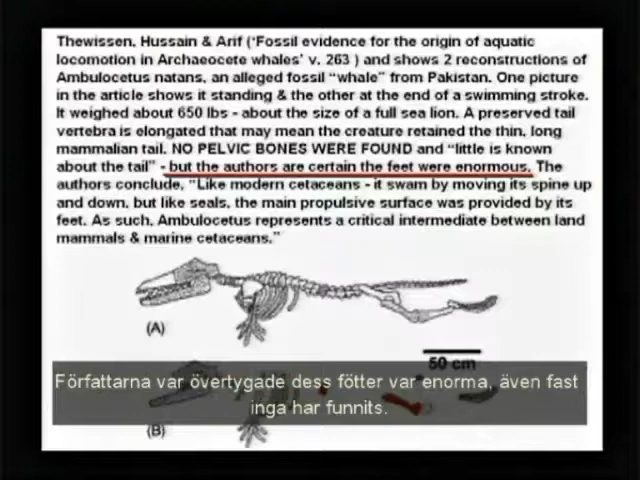 Thewissen, Hussain & Arif ('Fossil evidence for the origin of aquatic
locomotion in Archaeocete whales' v. 263 ) and shows 2 reconstructions of
Ambulocetus natans, an alleged fossil "whale" from Pakistan. One picture
in the article shows it standing & the other at the end of a swimming stroke.
It weighed about 650 lbs - about the size of a full sea lion. A preserved tail
vertebra is elongated that may mean the creature retained the thin, long
mammalian tail. NO PELVIC BONES WERE FOUND and "little is known
about the tail" - but the authors are certain the feet were enormous. The
authors conclude, "Like modern cetaceans - it swam by moving its spine up
and down, but like seals, the main propulsive surface was provided by its
feet. As such, Ambulocetus represents a critical intermediate between land
mammals & marine cetaceans."
(A)
50 cm
Författarna var övertygade dess fötter var enorma, även fast
inga har funnits.
(B)